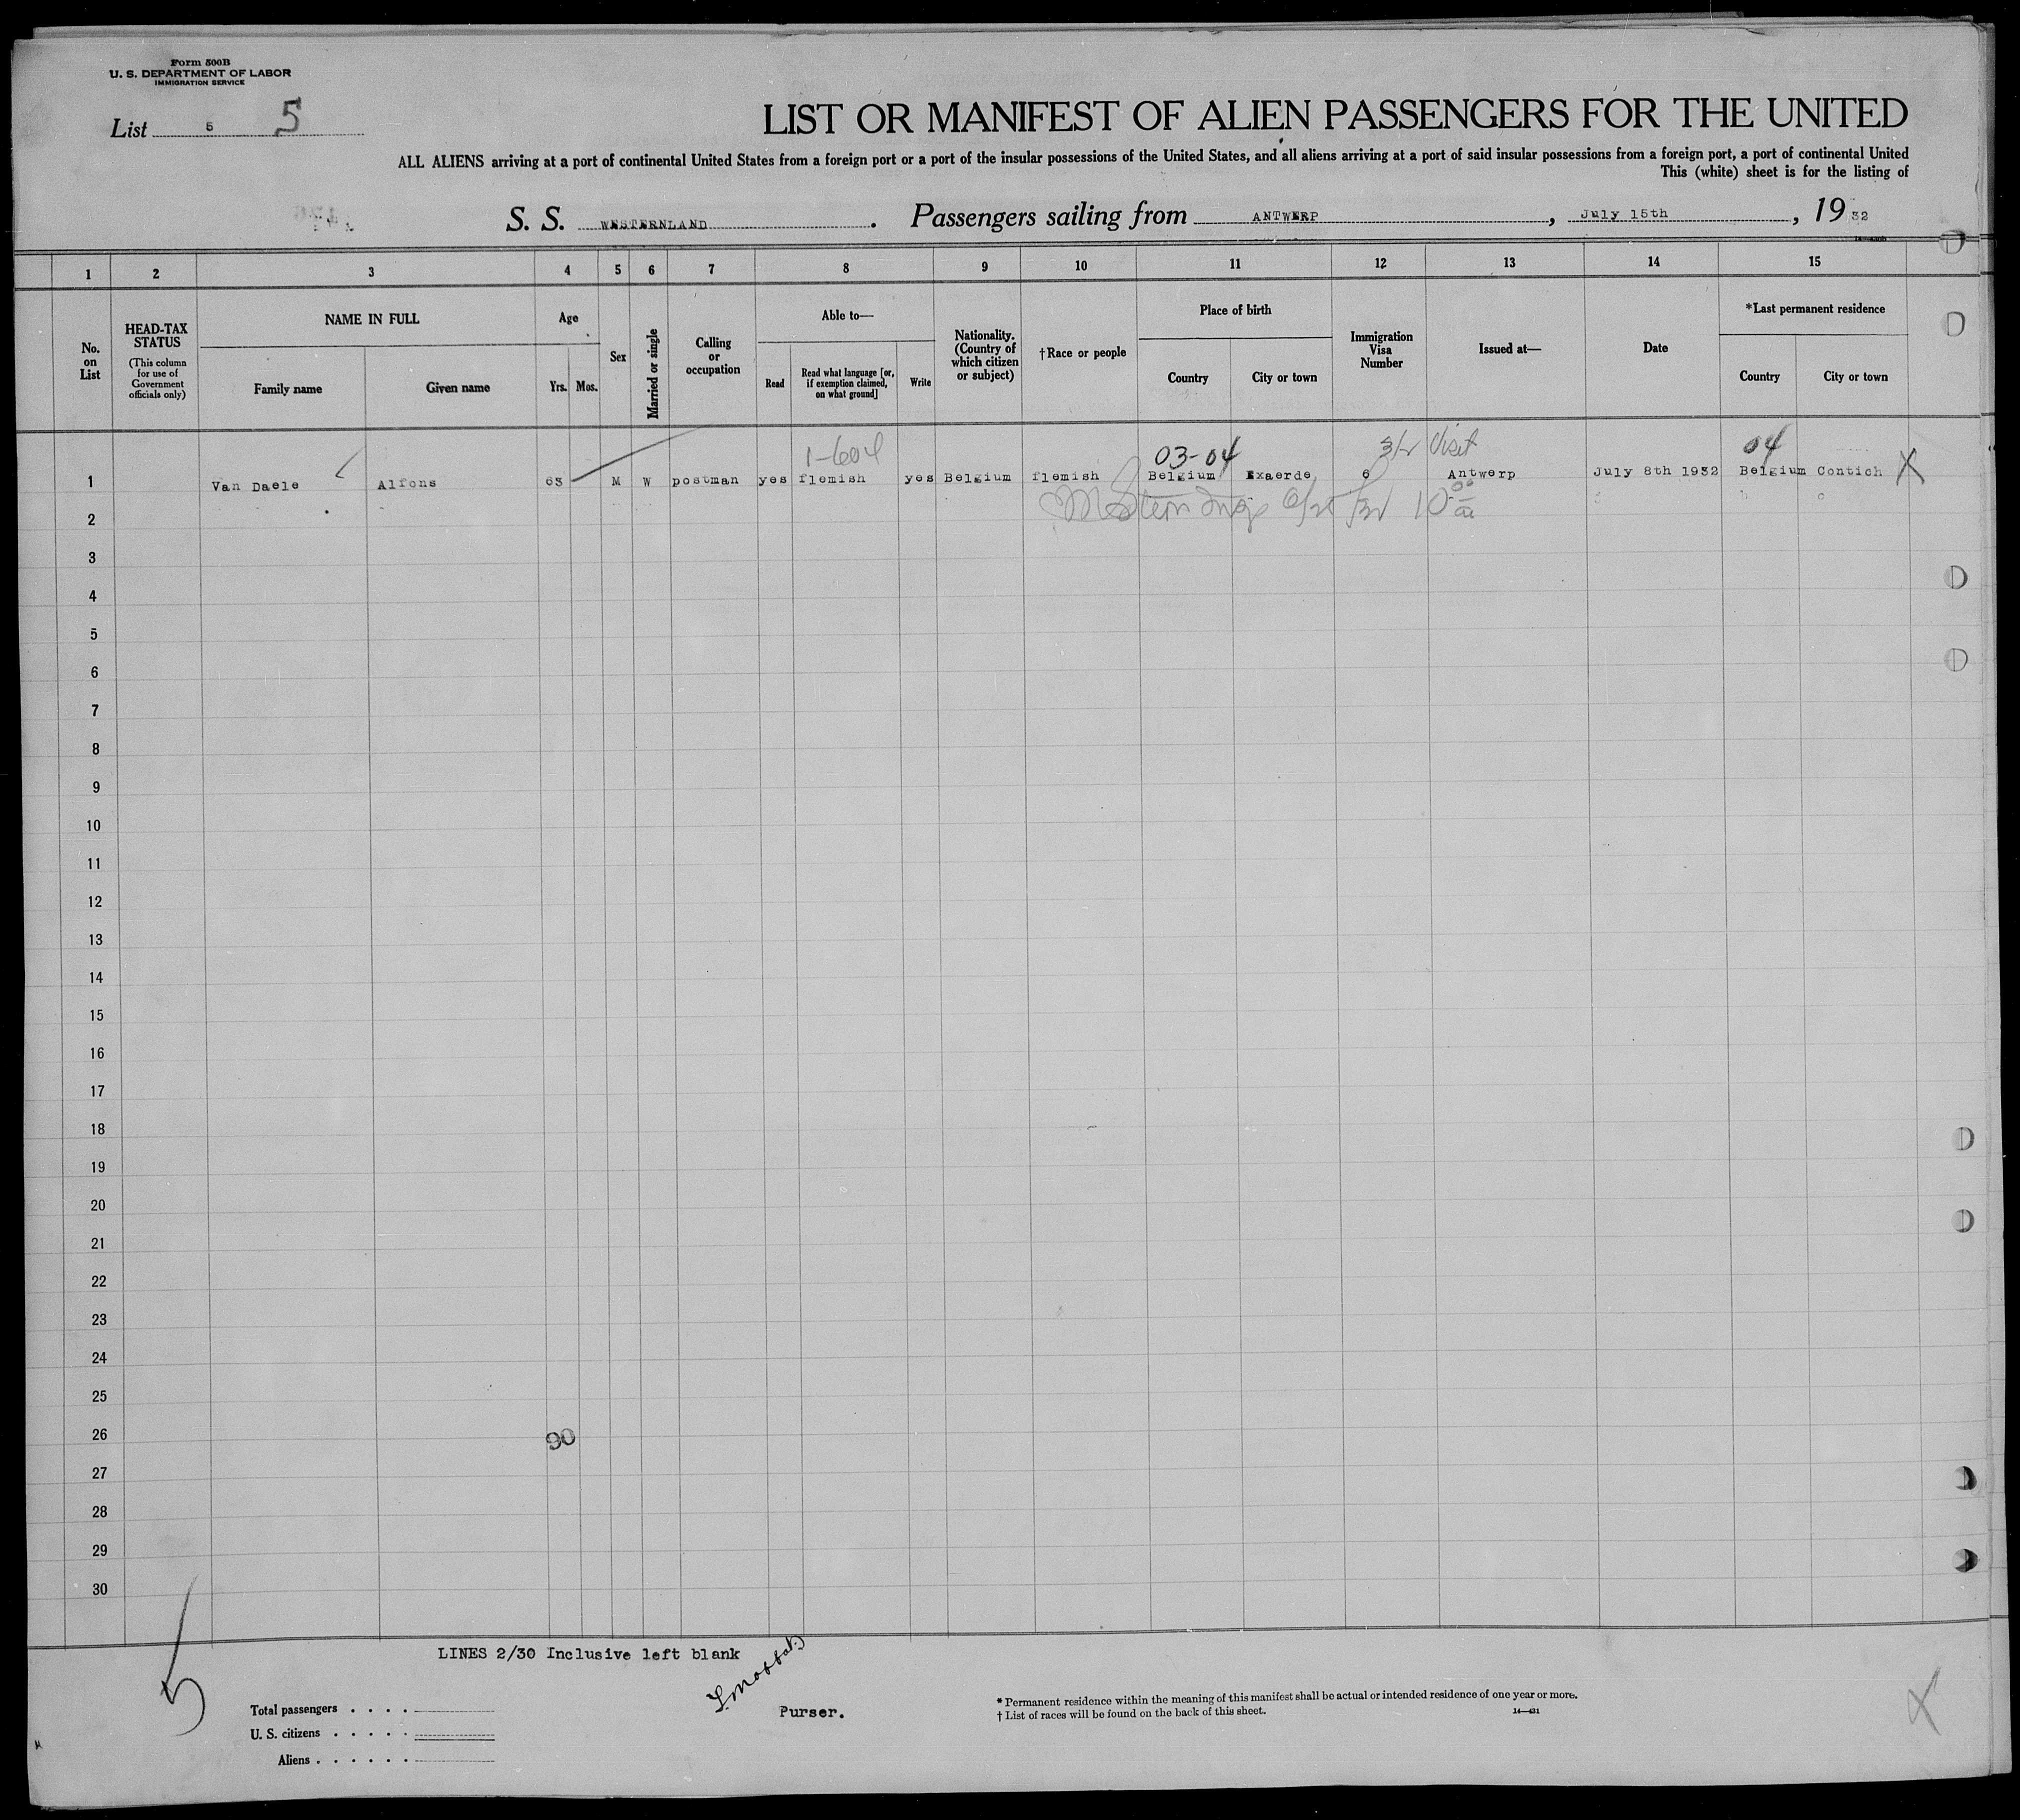 Form 500B
U. S. DEPARTMENT OF LABOR
IMMIGRATION SERVICE
List 5 5
LIST OR MANIFEST OF ALIEN PASSENGERS FOR THE UNITED
ALL ALIENS arriving at a port of continental United States from a foreign port or a port of the insular possessions of the United States, and all aliens arriving at a port of said insular possessions from a foreign port, a port of continental United
This (white) sheet is for the listing of
S. S. WESTERNLAND. Passengers sailing from ANTWERP, July 15th, 19 32
1 2 3 4 5 6 7 8 9 10 11 12 13 14 15
No. on List
HEAD-TAX STATUS
(This column for use of Government officials only)
NAME IN FULL
Family name
Given name
Age
Yrs. Mos.
Sex
Married or single
Calling or occupation
Able to—
Read
Read what language [or, if exemption claimed, on what ground]
Write
Nationality. (Country of which citizen or subject)
†Race or people
Place of birth
Country
City or town
Immigration Visa Number
Issued at—
Date
*Last permanent residence
Country
City or town
1-604 03-04 3/2 Visit 04
1 Van Daele Alfons 63 M W postman yes flemish yes Belgium flemish Belgium Exaerde 6 Antwerp July 8th 1932 Belgium Contich X
2
3
4
5
6
7
8
9
10
11
12
13
14
15
16
17
18
19
20
21
22
23
24
25
26 90
27
28
29
30
5
LINES 2/30 Inclusive left blank
Total passengers . . . .
U. S. citizens . . . . .
Aliens . . . . . .
Purser.
* Permanent residence within the meaning of this manifest shall be actual or intended residence of one year or more.
† List of races will be found on the back of this sheet.
14—431
X